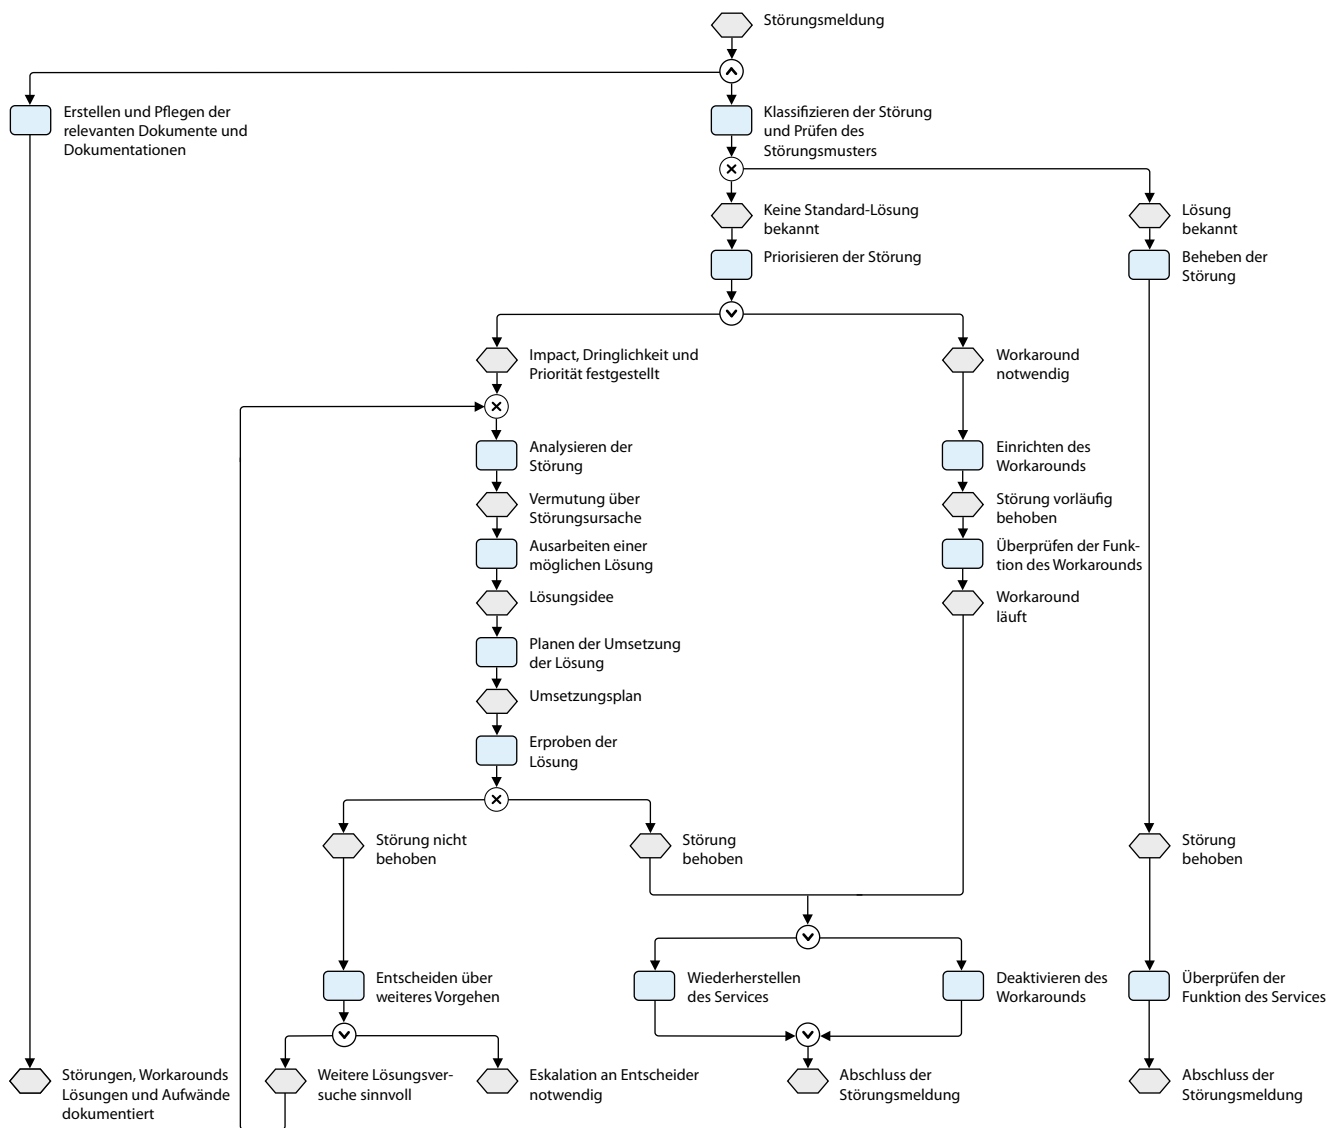 Störungsmeldung
Erstellen und Pflegen der
relevanten Dokumente und
Dokumentationen
Klassifizieren der Störung
und Prüfen des
Störungsmusters
Keine Standard-Lösung
bekannt
Lösung
bekannt
Priorisieren der Störung
Beheben der
Störung
Impact, Dringlichkeit und
Priorität festgestellt
Workaround
notwendig
Analysieren der
Störung
Einrichten des
Workarounds
Vermutung über
Störungsursache
Störung vorläufig
behoben
Ausarbeiten einer
möglichen Lösung
Überprüfen der Funk-
tion des Workarounds
Lösungsidee
Workaround
läuft
Planen der Umsetzung
der Lösung
Umsetzungsplan
Erproben der
Lösung
Störung nicht
behoben
Störung
behoben
Störung
behoben
Entscheiden über
weiteres Vorgehen
Wiederherstellen
des Services
Deaktivieren des
Workarounds
Überprüfen der
Funktion des Services
Störungen, Workarounds
Lösungen und Aufwände
dokumentiert
Weitere Lösungsver-
suche sinnvoll
Eskalation an Entscheider
notwendig
Abschluss der
Störungsmeldung
Abschluss der
Störungsmeldung